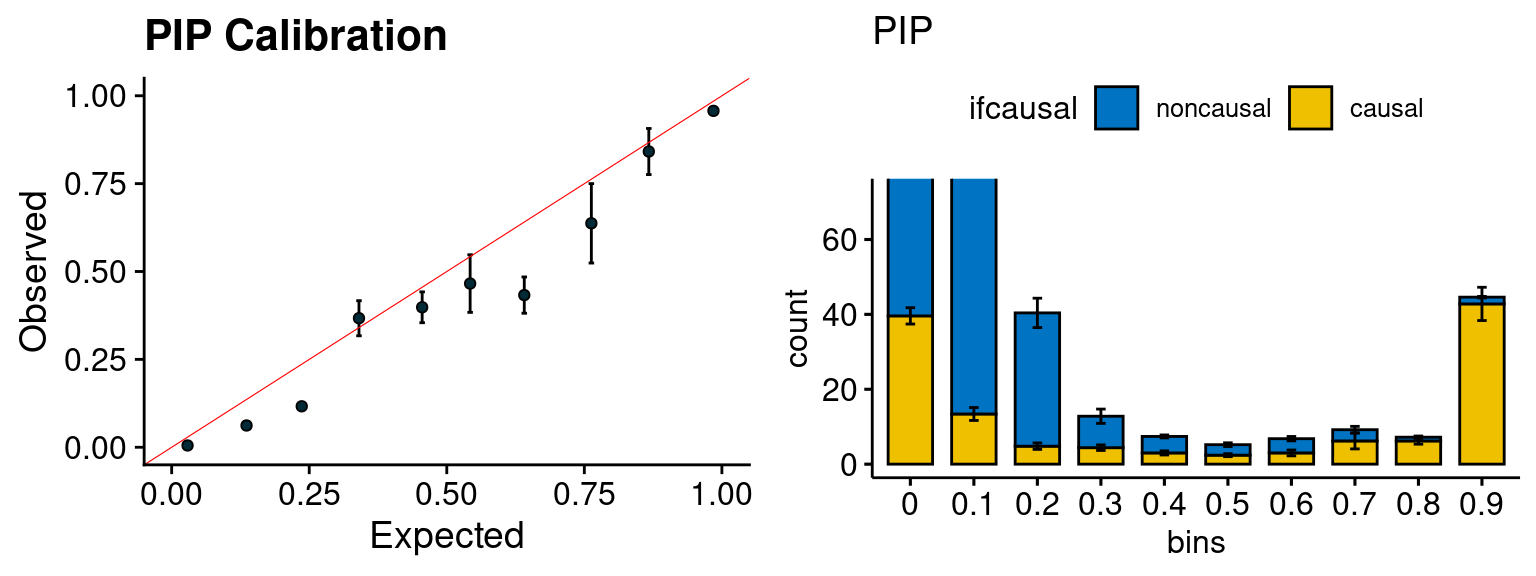 PIP Calibration
Observed
1.00
0.75
0.50
0.25
0.00
0.00 0.25 0.50 0.75 1.00
Expected
PIP
ifcausal noncausal causal
count
60
40
20
0
0 0.1 0.2 0.3 0.4 0.5 0.6 0.7 0.8 0.9
bins